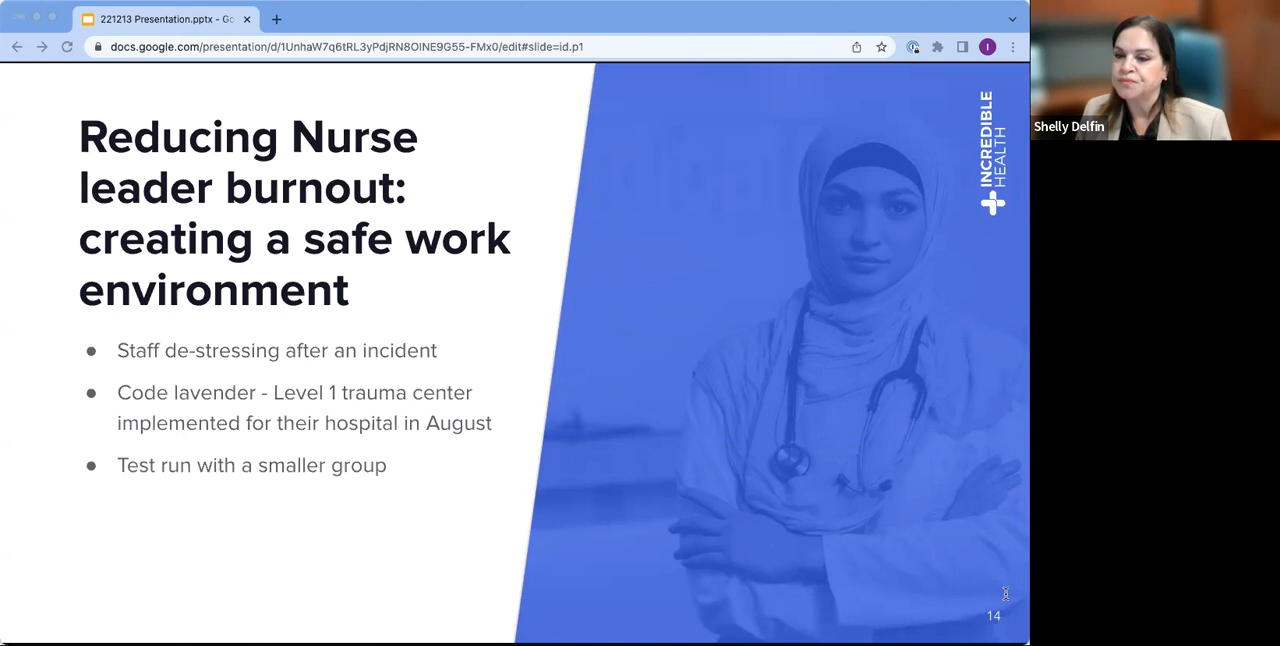 221213 Presentation.pptx - Go
docs.google.com/presentation/d/1UnhaW7q6tRL3yPdjRN8OINE9G55-FMx0/edit#slide=id.p1
I
Reducing Nurse
leader burnout:
creating a safe work
environment
● Staff de-stressing after an incident
● Code lavender - Level 1 trauma center
implemented for their hospital in August
● Test run with a smaller group
INCREDIBLE
HEALTH
14
Shelly Delfin